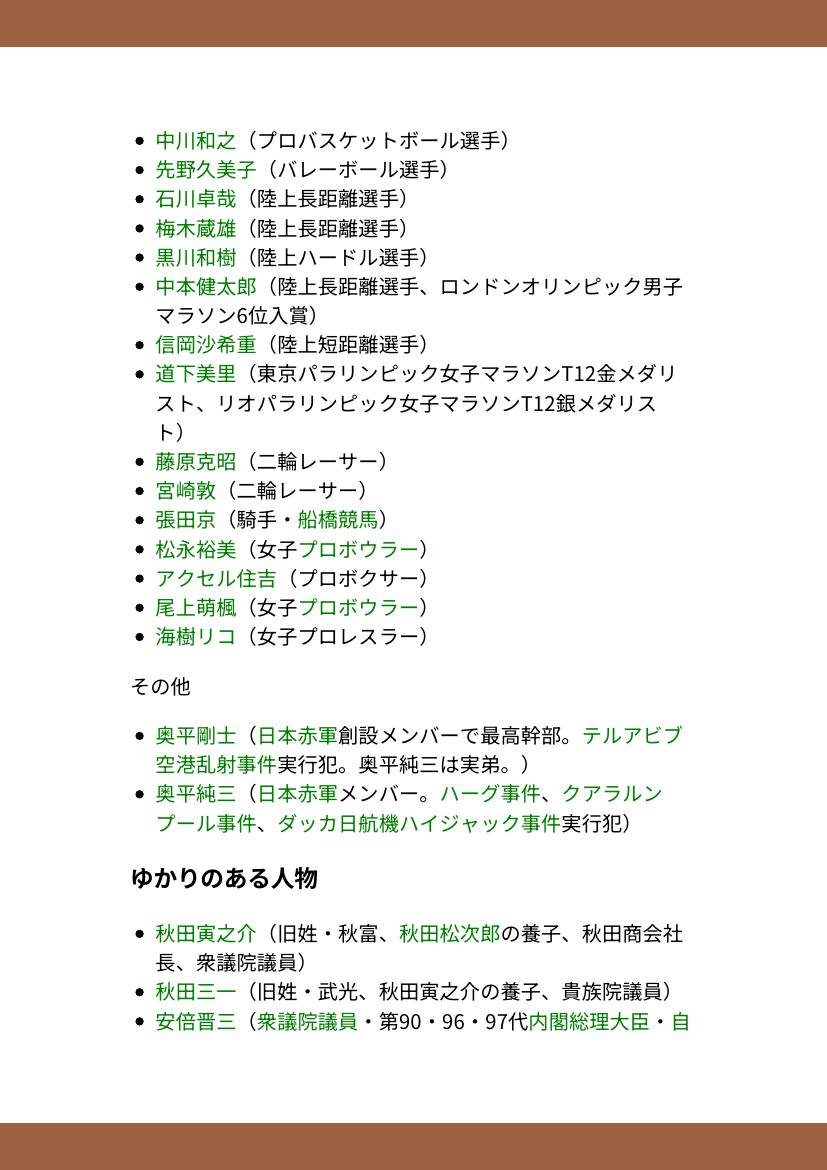 • 中川和之（プロバスケットボール選手）
• 先野久美子（バレーボール選手）
• 石川卓哉（陸上長距離選手）
• 梅木蔵雄（陸上長距離選手）
• 黒川和樹（陸上ハードル選手）
• 中本健太郎（陸上長距離選手、ロンドンオリンピック男子
マラソン6位入賞）
• 信岡沙希重（陸上短距離選手）
• 道下美里（東京パラリンピック女子マラソンT12金メダリ
スト、リオパラリンピック女子マラソンT12銀メダリス
ト）
• 藤原克昭（二輪レーサー）
• 宮崎敦（二輪レーサー）
• 張田京（騎手・船橋競馬）
• 松永裕美（女子プロボウラー）
• アクセル住吉（プロボクサー）
• 尾上萌楓（女子プロボウラー）
• 海樹リコ（女子プロレスラー）
その他
• 奥平剛士（日本赤軍創設メンバーで最高幹部。テルアビブ
空港乱射事件実行犯。奥平純三は実弟。）
• 奥平純三（日本赤軍メンバー。ハーグ事件、クアラルン
プール事件、ダッカ日航機ハイジャック事件実行犯）
ゆかりのある人物
• 秋田寅之介（旧姓・秋富、秋田松次郎の養子、秋田商会社
長、衆議院議員）
• 秋田三一（旧姓・武光、秋田寅之介の養子、貴族院議員）
• 安倍晋三（衆議院議員・第90・96・97代内閣総理大臣・自